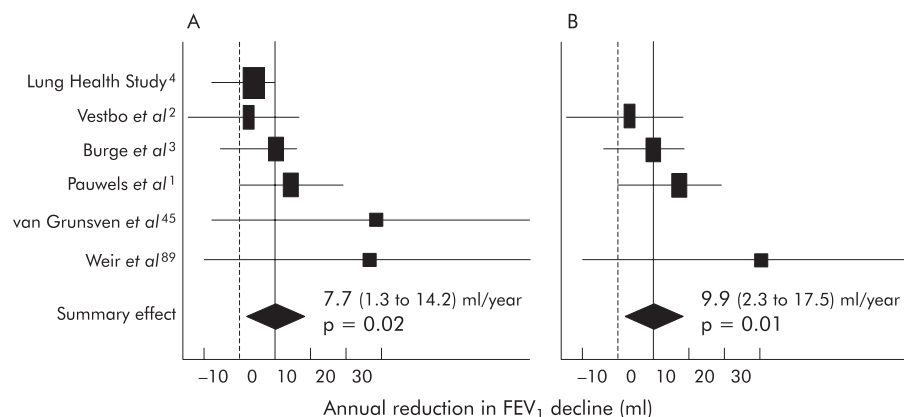 A
B
Lung Health Study⁴
Vestbo et al²
Burge et al³
Pauwels et al¹
van Grunsven et al⁴⁵
Weir et al⁸⁹
Summary effect
7.7 (1.3 to 14.2) ml/year
p = 0.02
9.9 (2.3 to 17.5) ml/year
p = 0.01
–10 0 10 20 30
–10 0 10 20 30
Annual reduction in FEV₁ decline (ml)